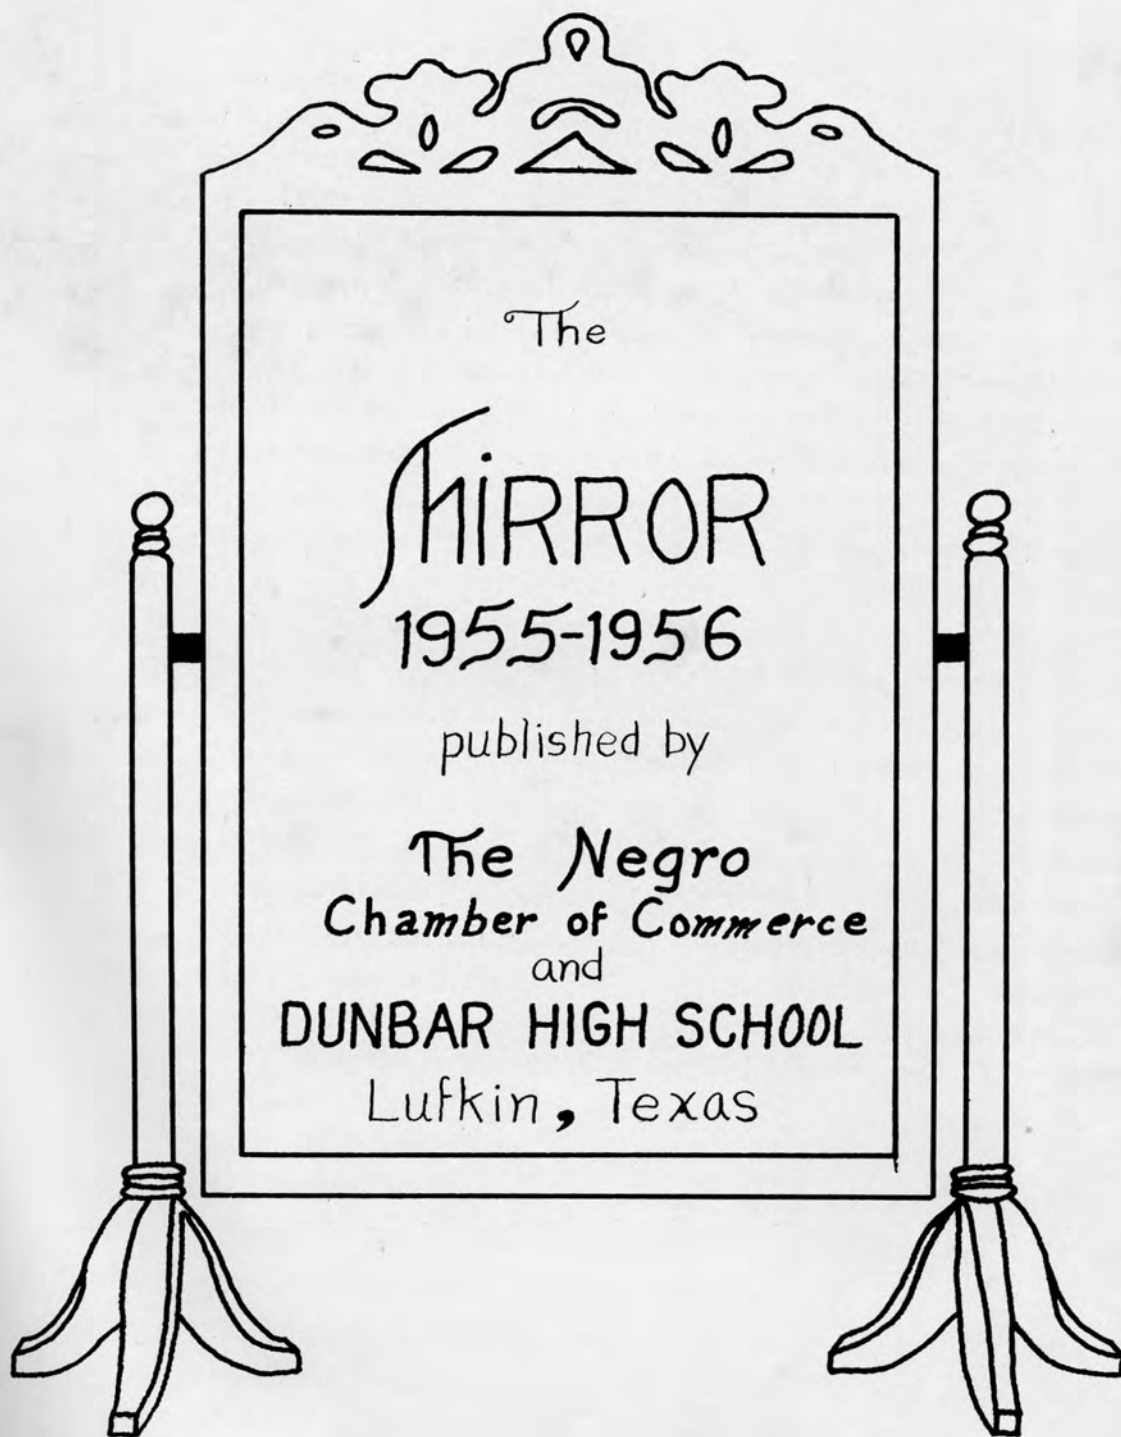 The
MIRROR
1955-1956
published by
The Negro
Chamber of Commerce
and
DUNBAR HIGH SCHOOL
Lufkin, Texas